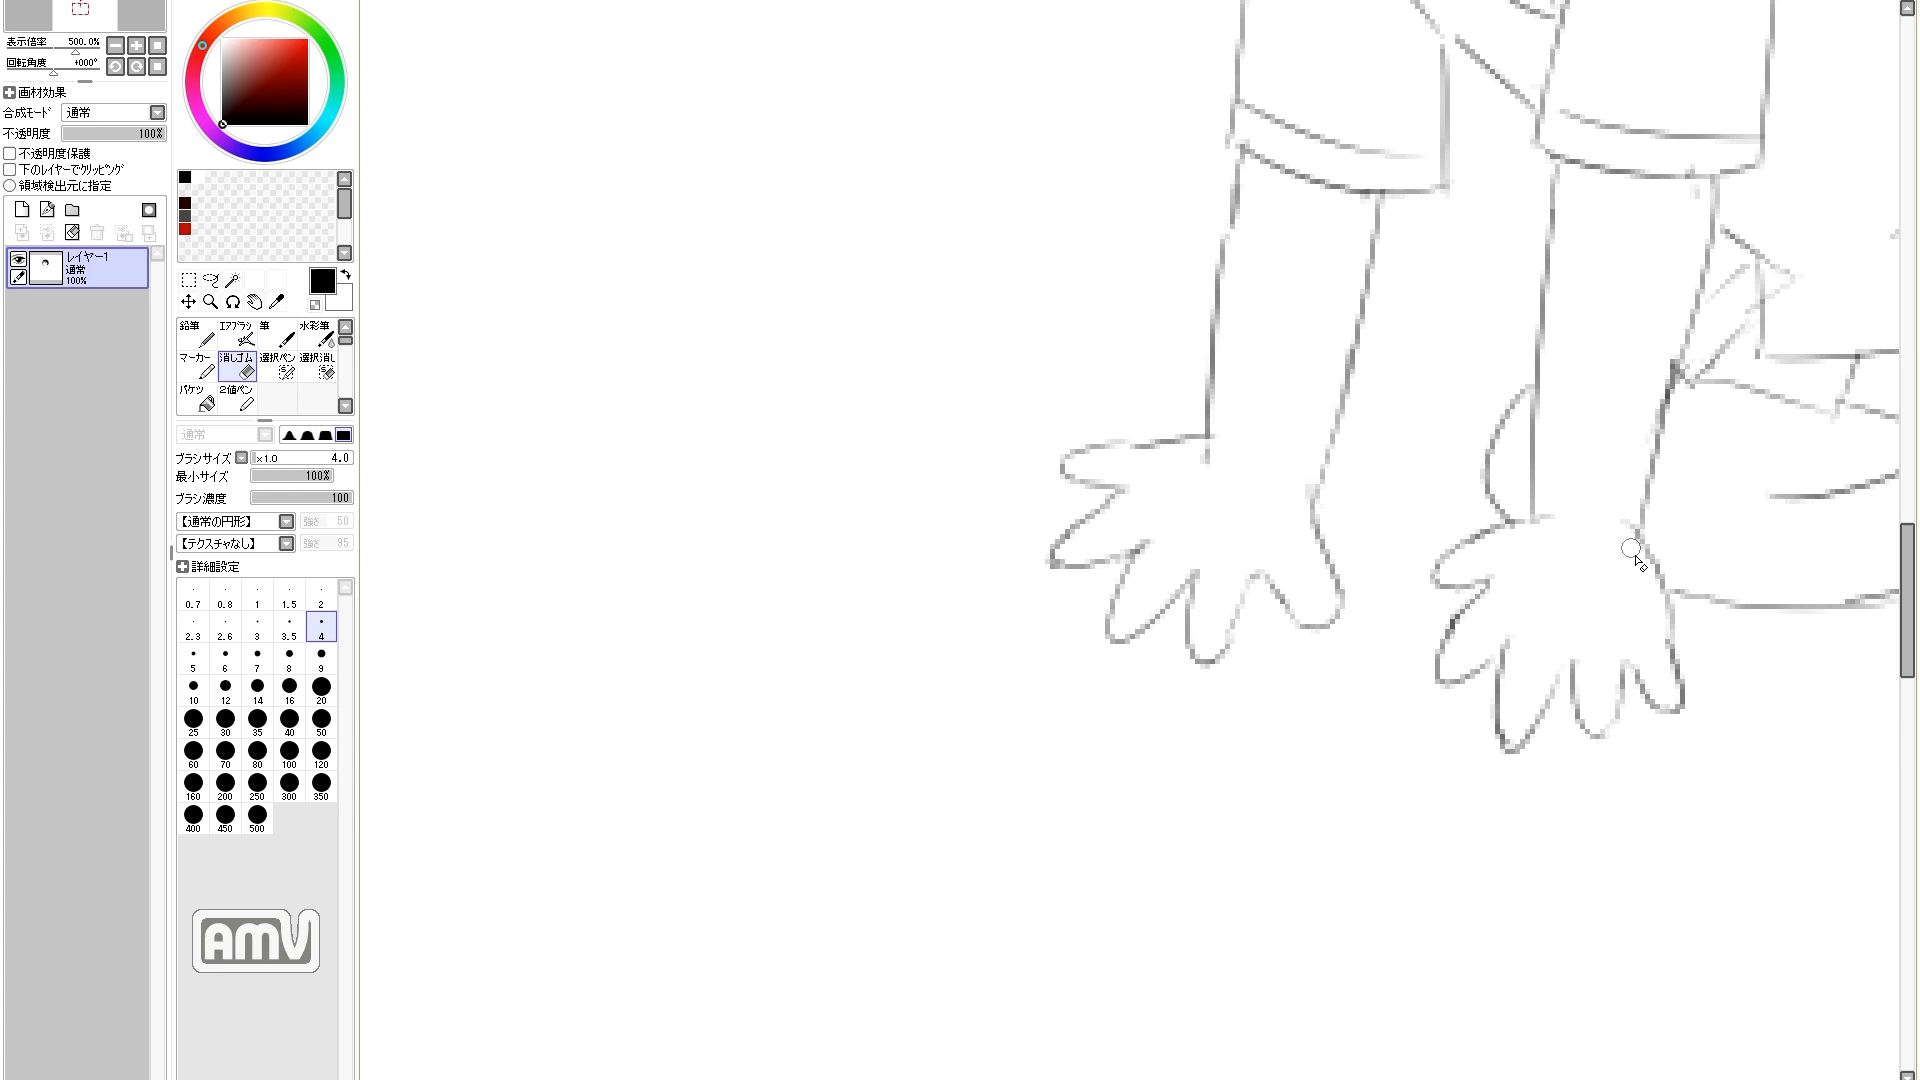 表示倍率 500.0%
回転角度 +000°
画材効果
合成モード 通常
不透明度 100%
不透明度保護
下のレイヤーでクリッピング
領域検出元に指定
レイヤー1
通常
100%
鉛筆 エアブラシ 筆 水彩筆
マーカー 消しゴム 選択ペン 選択消し
バケツ 2値ペン
通常
ブラシサイズ x1.0 4.0
最小サイズ 100%
ブラシ濃度 100
【通常の円形】 強さ 50
【テクスチャなし】 強さ 95
詳細設定
0.7 0.8 1 1.5 2
2.3 2.6 3 3.5 4
5 6 7 8 9
10 12 14 16 20
25 30 35 40 50
60 70 80 100 120
160 200 250 300 350
400 450 500
AMV